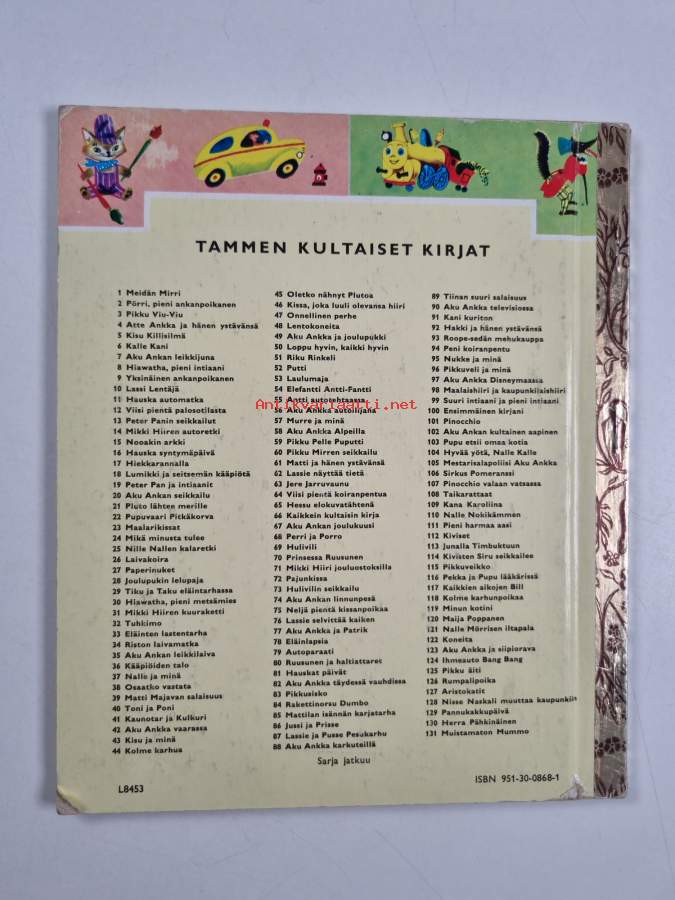 TAMMEN KULTAISET KIRJAT
1 Meidän Mirri
2 Pörri, pieni ankanpoikanen
3 Pikku Viu-Viu
4 Atte Ankka ja hänen ystävänsä
5 Kisu Killisilmä
6 Kalle Kani
7 Aku Ankan leikkijuna
8 Hiawatha, pieni intiaani
9 Yksinäinen ankanpoikanen
10 Lassi Lentäjä
11 Hauska automatka
12 Viisi pientä palosotilasta
13 Peter Panin seikkailut
14 Mikki Hiiren autoretki
15 Nooakin arkki
16 Hauska syntymäpäivä
17 Hiekkarannalla
18 Lumikki ja seitsemän kääpiötä
19 Peter Pan ja intiaanit
20 Aku Ankan seikkailu
21 Pluto lähten merille
22 Pupuvaari Pitkäkorva
23 Maalarikissat
24 Mikä minusta tulee
25 Nille Nallen kalaretki
26 Laivakoira
27 Paperinuket
28 Joulupukin lelupaja
29 Tiku ja Taku eläintarhassa
30 Hiawatha, pieni metsämies
31 Mikki Hiiren kuuraketti
32 Tuhkimo
33 Eläinten lastentarha
34 Riston laivamatka
35 Aku Ankan leikkilaiva
36 Kääpiöiden talo
37 Nalle ja minä
38 Osaatko vastata
39 Matti Majavan salaisuus
40 Toni ja Poni
41 Kaunotar ja Kulkuri
42 Aku Ankka vaarassa
43 Kisu ja minä
44 Kolme karhua
45 Oletko nähnyt Plutoa
46 Kissa, joka luuli olevansa hiiri
47 Onnellinen perhe
48 Lentokoneita
49 Aku Ankka ja joulupukki
50 Loppu hyvin, kaikki hyvin
51 Riku Rinkeli
52 Putti
53 Laulumaja
54 Elefantti Antti-Fantti
55 Antti autotehtaassa
56 Aku Ankka autoilijana
57 Murre ja minä
58 Aku Ankka Alpeilla
59 Pikku Pelle Puputti
60 Pikku Mirren seikkailu
61 Matti ja hänen ystävänsä
62 Lassie näyttää tietä
63 Jere Jarruvaunu
64 Viisi pientä koiranpentua
65 Hessu elokuvatähtenä
66 Kaikkein kultaisin kirja
67 Aku Ankan joulukuusi
68 Perri ja Porro
69 Hulivili
70 Prinsessa Ruusunen
71 Mikki Hiiri jouluostoksilla
72 Pajunkissa
73 Hulivilin seikkailu
74 Aku Ankan linnunpesä
75 Neljä pientä kissanpoikaa
76 Lassie selvittää kaiken
77 Aku Ankka ja Patrik
78 Eläinlapsia
79 Autoparaati
80 Ruusunen ja haltiattaret
81 Hauskat päivät
82 Aku Ankka täydessä vauhdissa
83 Pikkusisko
84 Rakettinorsu Dumbo
85 Mattilan isännän karjatarha
86 Jussi ja Prisse
87 Lassie ja Pusse Pesukarhu
88 Aku Ankka karkuteillä
89 Tiinan suuri salaisuus
90 Aku Ankka televisiossa
91 Kani kuriton
92 Hakki ja hänen ystävänsä
93 Roope-sedän mehukauppa
94 Peni koiranpentu
95 Nukke ja minä
96 Pikkuveli ja minä
97 Aku Ankka Disneymaassa
98 Maalaishiiri ja kaupunkilaishiiri
99 Suuri intiaani ja pieni intiaani
100 Ensimmäinen kirjani
101 Pinocchio
102 Aku Ankan kultainen aapinen
103 Pupu etsii omaa kotia
104 Hyvää yötä, Nalle Kalle
105 Mestarisalapoliisi Aku Ankka
106 Sirkus Pomeranssi
107 Pinocchio valaan vatsassa
108 Taikarattaat
109 Kana Karoliina
110 Nalle Nokikämmen
111 Pieni harmaa aasi
112 Kiviset
113 Junalla Timbuktuun
114 Kivisten Siru seikkailee
115 Pikkuveikko
116 Pekka ja Pupu lääkärissä
117 Kaikkien aikojen Bill
118 Kolme karhunpoikaa
119 Minun kotini
120 Maija Poppanen
121 Nalle Mörrisen iltapala
122 Koneita
123 Aku Ankka ja siipiorava
124 Ihmeauto Bang Bang
125 Pikku äiti
126 Rumpalipoika
127 Aristokatit
128 Nisse Naskali muuttaa kaupunkiin
129 Pannukakkupäivä
130 Herra Pähkinäinen
131 Muistamaton Mummo
Sarja jatkuu
L8453
ISBN 951-30-0868-1
Antikvariaatti.net